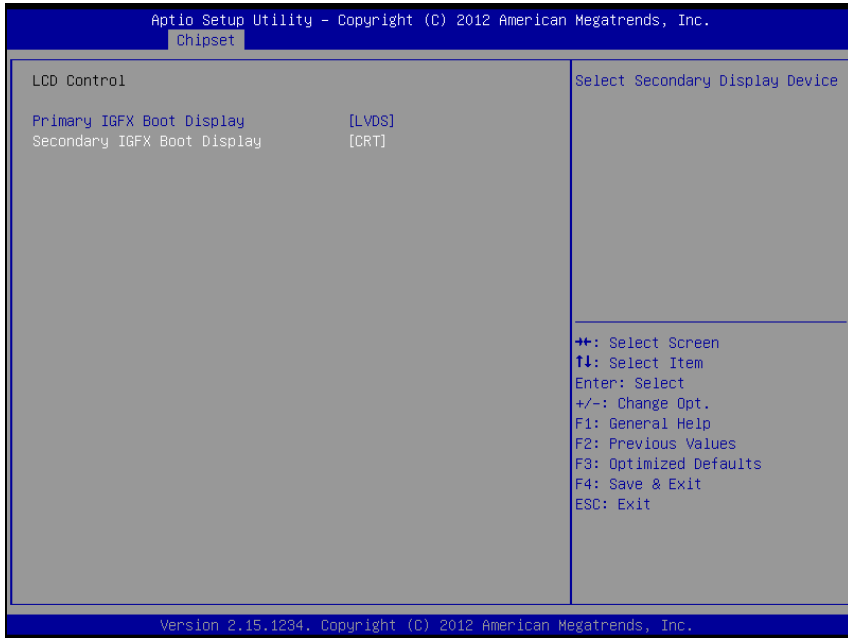 Aptio Setup Utility – Copyright (C) 2012 American Megatrends, Inc.
Chipset
LCD Control
Primary IGFX Boot Display [LVDS]
Secondary IGFX Boot Display [CRT]
Select Secondary Display Device
→←: Select Screen
↑↓: Select Item
Enter: Select
+/-: Change Opt.
F1: General Help
F2: Previous Values
F3: Optimized Defaults
F4: Save & Exit
ESC: Exit
Version 2.15.1234. Copyright (C) 2012 American Megatrends, Inc.